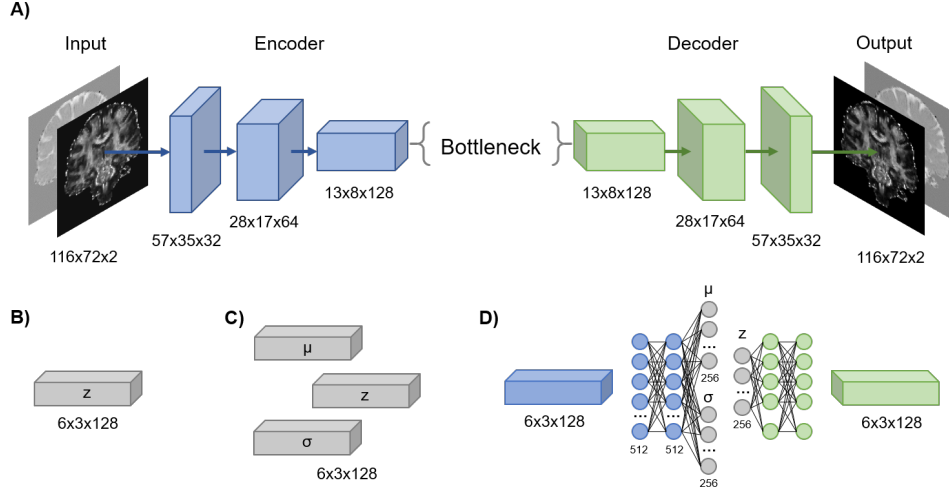 A)
Input
Encoder
Decoder
Output
Bottleneck
116x72x2
57x35x32
28x17x64
13x8x128
13x8x128
28x17x64
57x35x32
116x72x2
B)
z
6x3x128
C)
μ
z
σ
6x3x128
D)
6x3x128
...
512
...
512
μ
...
256
σ
...
256
z
...
256
...
6x3x128